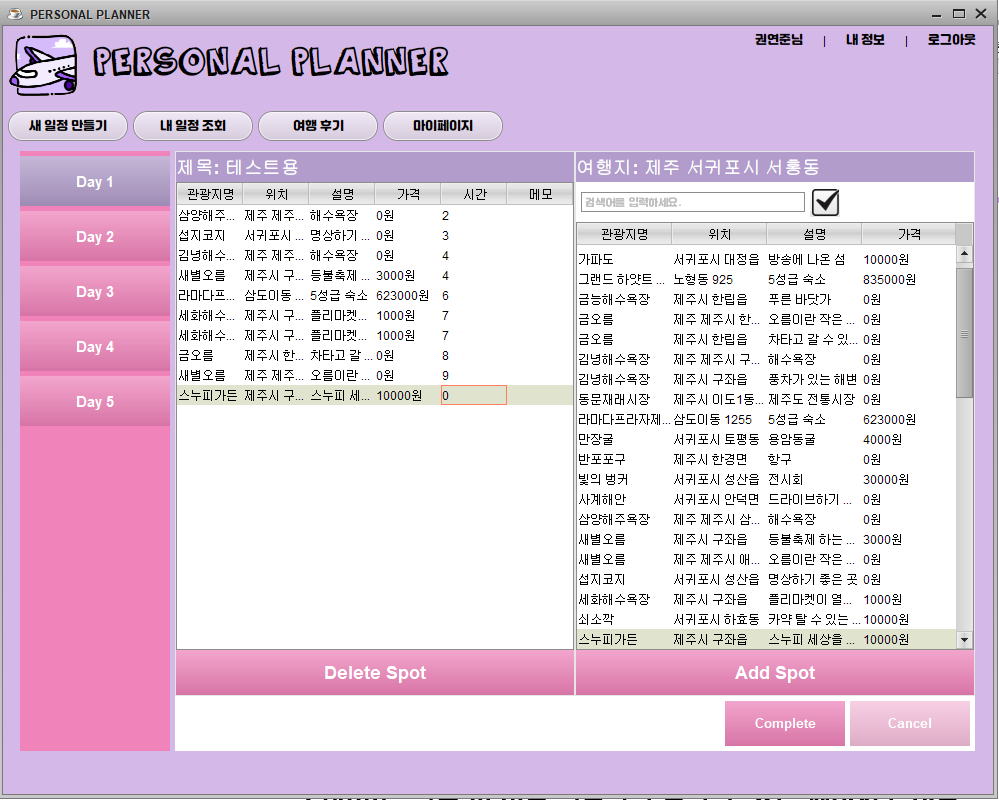 PERSONAL PLANNER
권연준님 | 내 정보 | 로그아웃
PERSONAL PLANNER
새 일정 만들기 내 일정 조회 여행 후기 마이페이지
Day 1
Day 2
Day 3
Day 4
Day 5
제목: 테스트용
관광지명 위치 설명 가격 시간 메모
삼양해주... 제주 제주... 해수욕장 0원 2
섭지코지 서귀포시 ... 명상하기 ... 0원 3
김녕해수... 제주 제주... 해수욕장 0원 4
새별오름 제주시 구... 등불축제 ... 3000원 4
라마다프... 삼도이동 ... 5성급 숙소 623000원 6
세화해수... 제주시 구... 플리마켓... 1000원 7
세화해수... 제주시 구... 플리마켓... 1000원 7
금오름 제주시 한... 차타고 갈 ... 0원 8
새별오름 제주 제주... 오름이란 ... 0원 9
스누피가든 제주시 구... 스누피 세... 10000원 0
Delete Spot
여행지: 제주 서귀포시 서홍동
검색어를 입력하세요.
관광지명 위치 설명 가격
가파도 서귀포시 대정읍 방송에 나온 섬 10000원
그랜드 하얏트 ... 노형동 925 5성급 숙소 835000원
금능해수욕장 제주시 한립읍 푸른 바닷가 0원
금오름 제주 제주시 한... 오름이란 작은 ... 0원
금오름 제주시 한립읍 차타고 갈 수 있... 0원
김녕해수욕장 제주 제주시 구... 해수욕장 0원
김녕해수욕장 제주시 구좌읍 풍차가 있는 해변 0원
동문재래시장 제주시 이도1동... 제주도 전통시장 0원
라마다프라자제... 삼도이동 1255 5성급 숙소 623000원
만장굴 서귀포시 토평동 용암동굴 4000원
반포포구 제주시 한경면 항구 0원
빛의 벙커 서귀포시 성산읍 전시회 30000원
사계해안 서귀포시 안덕면 드라이브하기 ... 0원
삼양해주욕장 제주 제주시 삼... 해수욕장 0원
새별오름 제주시 구좌읍 등불축제 하는 ... 3000원
새별오름 제주 제주시 애... 오름이란 작은 ... 0원
섭지코지 서귀포시 성산읍 명상하기 좋은 곳 0원
세화해수욕장 제주시 구좌읍 플리마켓이 열... 1000원
쇠소깍 서귀포시 하효동 카약 탈 수 있는 ... 10000원
스누피가든 제주시 구좌읍 스누피 세상을 ... 10000원
Add Spot
Complete Cancel